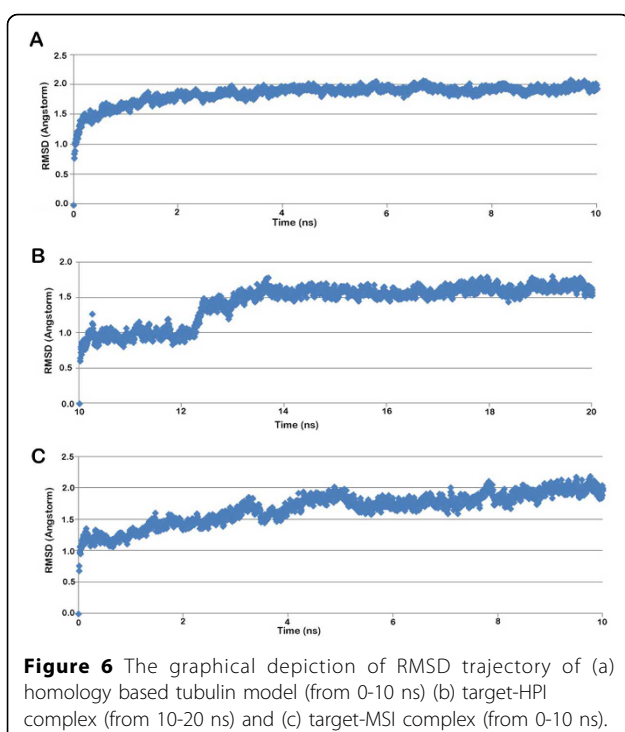 A
2.5
2.0
1.5
1.0
0.5
0.0
RMSD (Angstorm)
0 2 4 6 8 10
Time (ns)
B
2.0
1.5
1.0
0.5
0.0
RMSD (Angstorm)
10 12 14 16 18 20
Time (ns)
C
2.5
2.0
1.5
1.0
0.5
0.0
RMSD (Angstorm)
0 2 4 6 8 10
Time (ns)
Figure 6 The graphical depiction of RMSD trajectory of (a)
homology based tubulin model (from 0-10 ns) (b) target-HPI
complex (from 10-20 ns) and (c) target-MSI complex (from 0-10 ns).